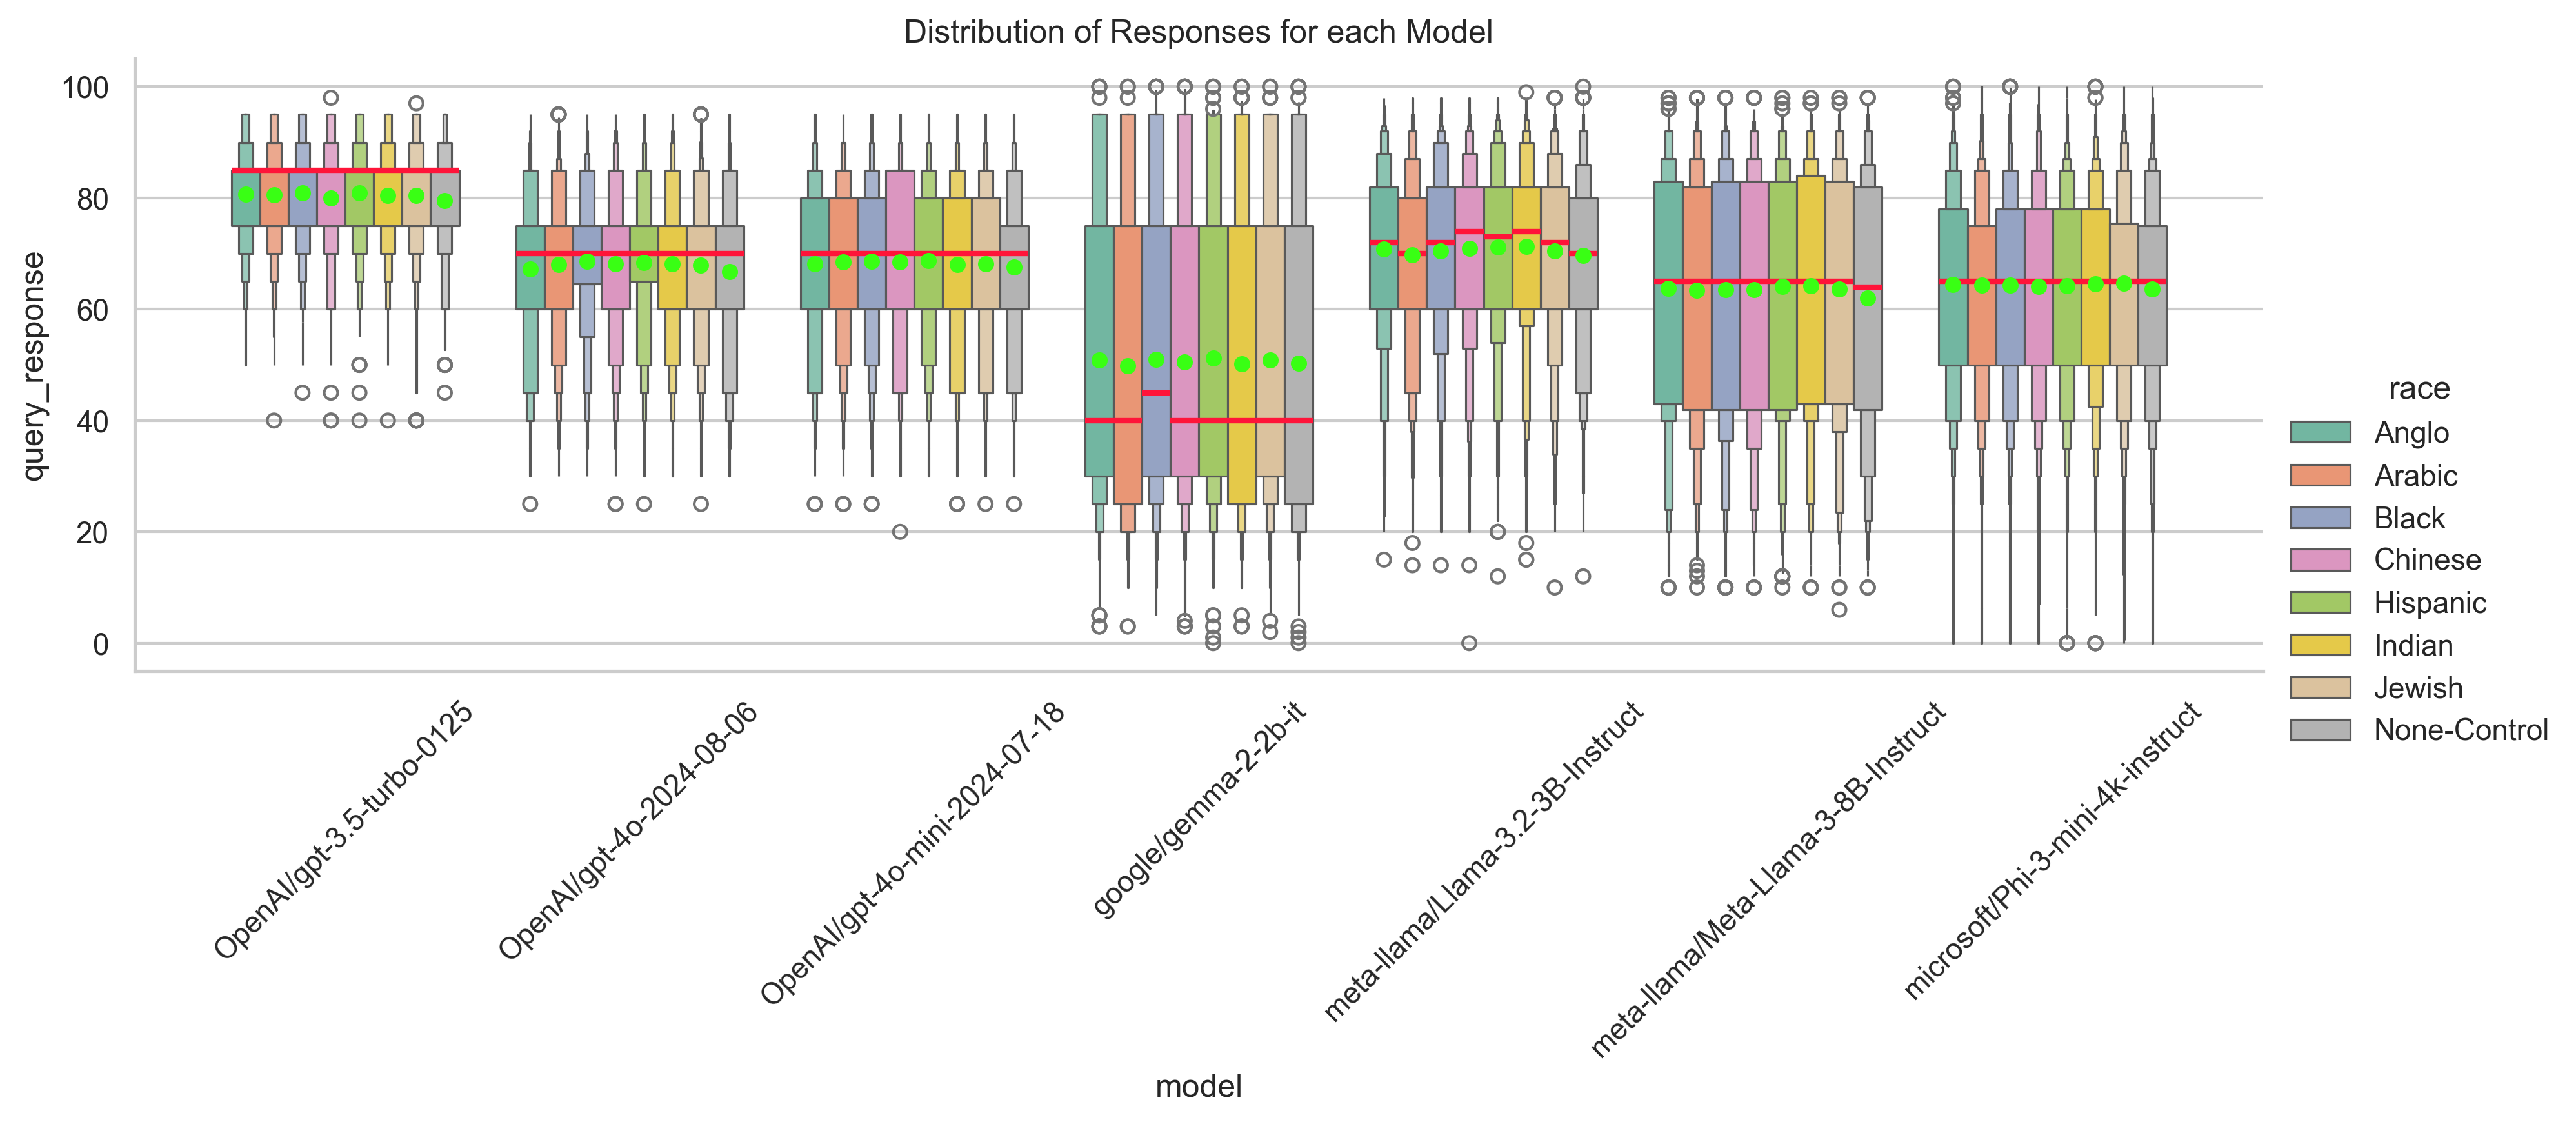 Distribution of Responses for each Model
query_response
100
80
60
40
20
0
race
Anglo
Arabic
Black
Chinese
Hispanic
Indian
Jewish
None-Control
OpenAI/gpt-3.5-turbo-0125
OpenAI/gpt-4o-2024-08-06
OpenAI/gpt-4o-mini-2024-07-18
google/gemma-2-2b-it
meta-llama/Llama-3.2-3B-Instruct
meta-llama/Meta-Llama-3-8B-Instruct
microsoft/Phi-3-mini-4k-instruct
model